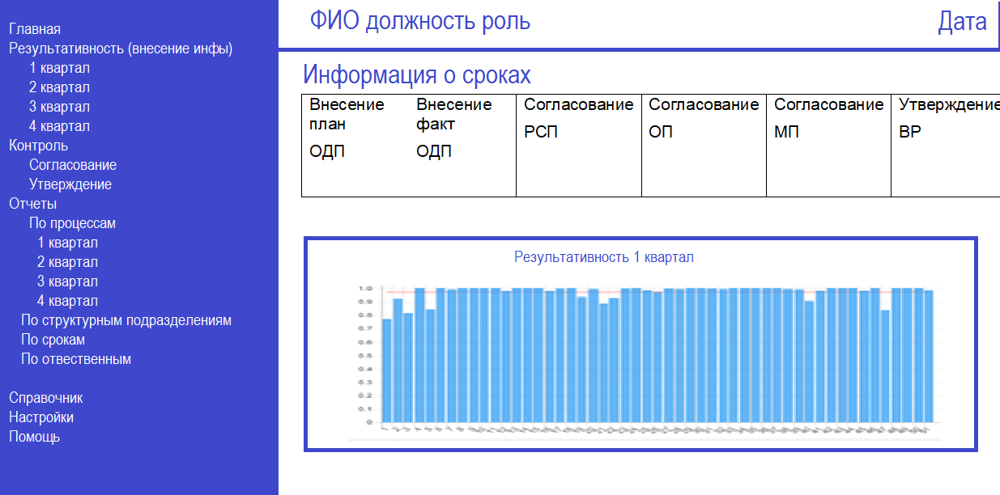 Главная
Результативность (внесение инфы)
1 квартал
2 квартал
3 квартал
4 квартал
Контроль
Согласование
Утверждение
Отчеты
По процессам
1 квартал
2 квартал
3 квартал
4 квартал
По структурным подразделениям
По срокам
По отвественным
Справочник
Настройки
Помощь
ФИО должность роль
Дата
Информация о сроках
Внесение план
ОДП
Внесение факт
ОДП
Согласование
РСП
Согласование
ОП
Согласование
МП
Утверждение
ВР
Результативность 1 квартал
1.0
0.9
0.8
0.7
0.6
0.5
0.4
0.3
0.2
0.1
0